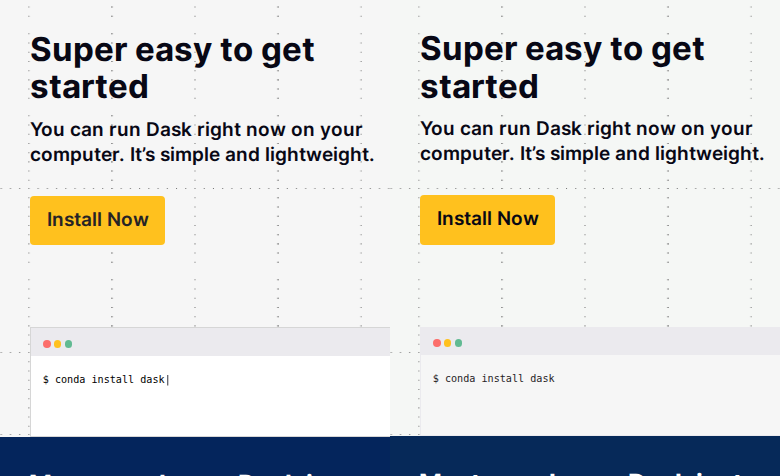 Super easy to get
started
You can run Dask right now on your
computer. It’s simple and lightweight.
Install Now
$ conda install dask|
Super easy to get
started
You can run Dask right now on your
computer. It’s simple and lightweight.
Install Now
$ conda install dask